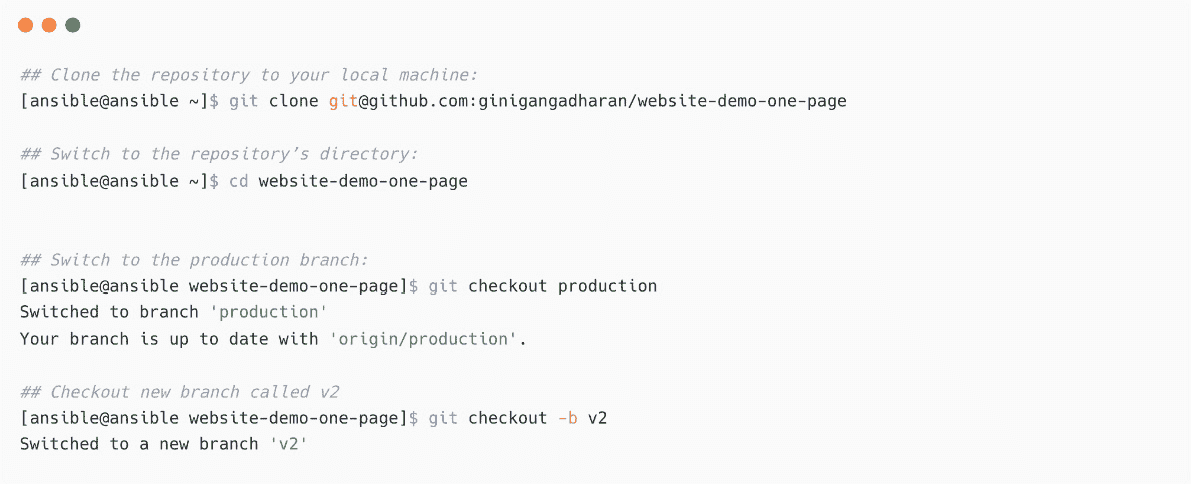 ## Clone the repository to your local machine:
[ansible@ansible ~]$ git clone git@github.com:ginigangadharan/website-demo-one-page
## Switch to the repository’s directory:
[ansible@ansible ~]$ cd website-demo-one-page
## Switch to the production branch:
[ansible@ansible website-demo-one-page]$ git checkout production
Switched to branch 'production'
Your branch is up to date with 'origin/production'.
## Checkout new branch called v2
[ansible@ansible website-demo-one-page]$ git checkout -b v2
Switched to a new branch 'v2'